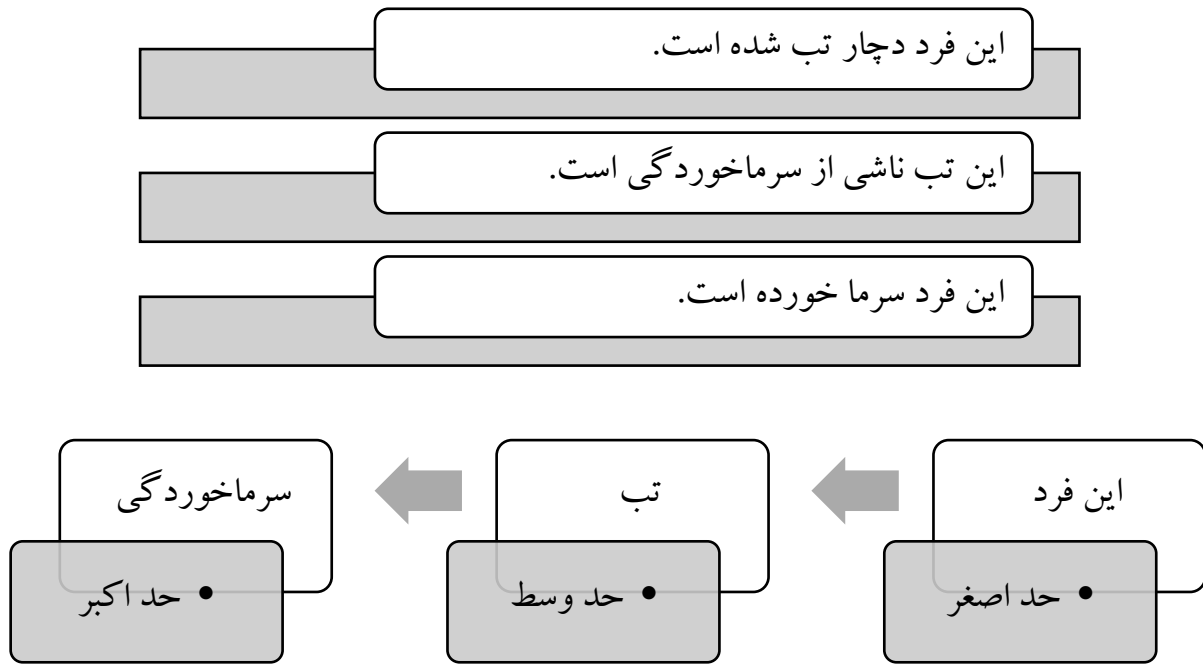 این فرد دچار تب شده است.
این تب ناشی از سرماخوردگی است.
این فرد سرما خورده است.
این فرد
تب
سرماخوردگی
• حد اصغر
• حد وسط
• حد اکبر